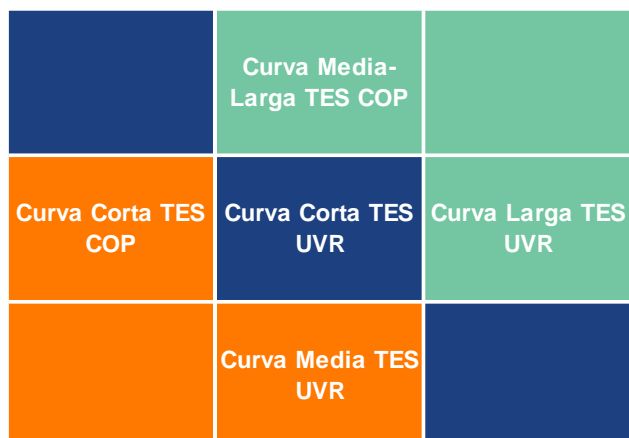 Curva Media-
Larga TES COP
Curva Corta TES
COP
Curva Corta TES
UVR
Curva Larga TES
UVR
Curva Media TES
UVR